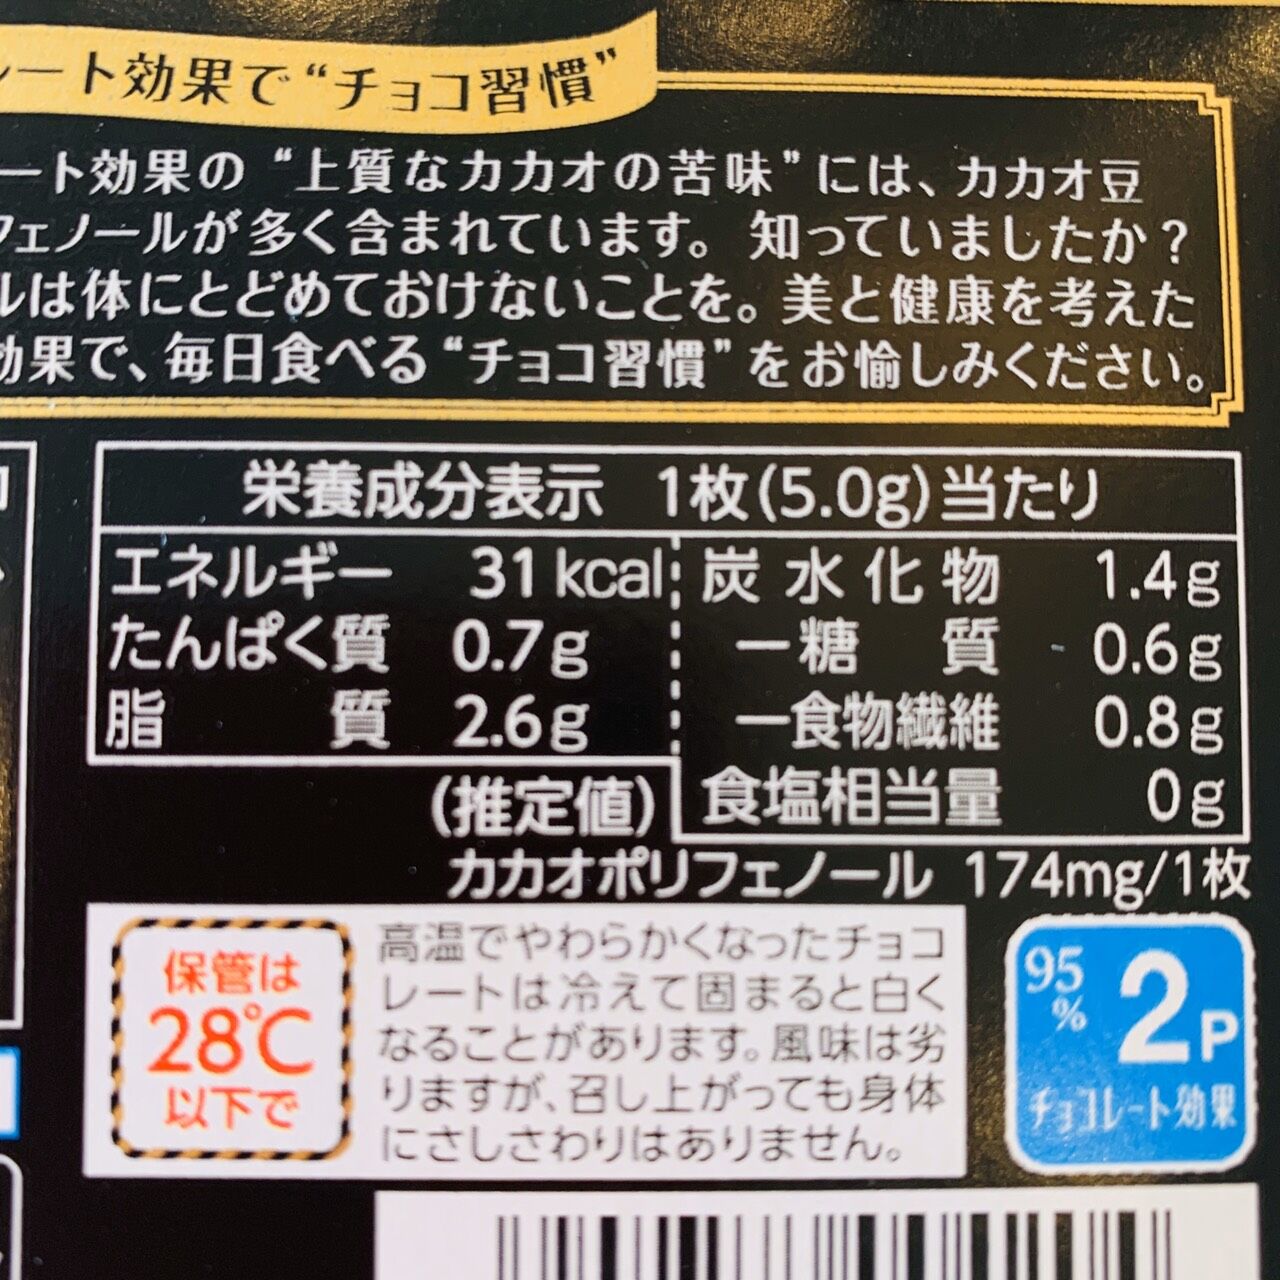 レート効果で“チョコ習慣”
ート効果の“上質なカカオの苦味”には、カカオ豆
フェノールが多く含まれています。知っていましたか？
ルは体にとどめておけないことを。美と健康を考えた
効果で、毎日食べる“チョコ習慣”をお愉しみください。
栄養成分表示 1枚(5.0g)当たり
エネルギー 31kcal
たんぱく質 0.7g
脂質 2.6g
炭水化物 1.4g
－糖質 0.6g
－食物繊維 0.8g
食塩相当量 0g
(推定値)
カカオポリフェノール 174mg/1枚
保管は
28℃
以下で
高温でやわらかくなったチョコ
レートは冷えて固まると白く
なることがあります。風味は劣
りますが、召し上がっても身体
にさしさわりはありません。
95% 2P
チョコレート効果